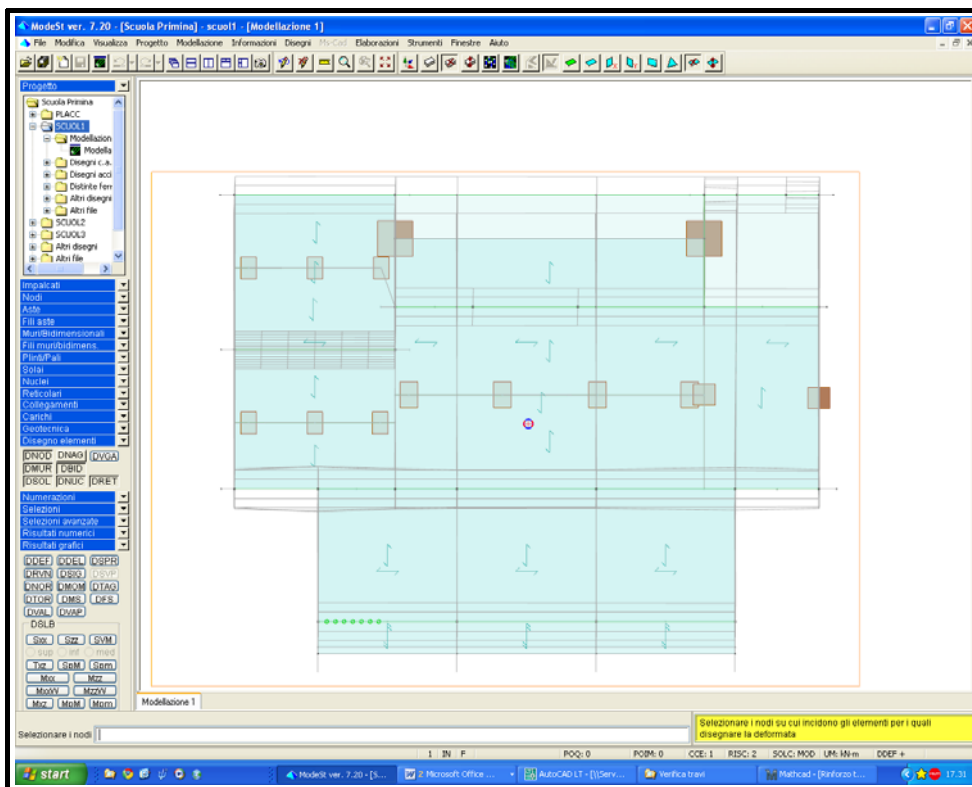 ModeSt ver. 7.20 - [Scuola Primina] - scuol1 - [Modellazione 1]
File Modifica Visualizza Progetto Modellazione Informazioni Disegni Ms-Cad Elaborazioni Strumenti Finestre Aiuto
Progetto
Scuola Primina
PLACC
SCUOL1
Modellazion
Modella
Disegni c.a.
Disegni acci
Distinte ferr
Altri disegni
Altri file
SCUOL2
SCUOL3
Altri disegni
Altri file
Impalcati
Nodi
Aste
Fili aste
Muri/Bidimensionali
Fili muri/bidimens.
Plinti/Pali
Solai
Nuclei
Reticolari
Collegamenti
Carichi
Geotecnica
Disegno elementi
DNOD DNAG DVGA
DMUR DBID
DSOL DNUC DRET
Numerazioni
Selezioni
Selezioni avanzate
Risultati numerici
Risultati grafici
DDEF DDEL DSPR
DRVN DSIG DSVP
DNOR DMOM DTAG
DTOR DMS DFS
DVAL DVAP
DSLB
Sxx Szz SVM
sup inf med
Txz SpM Spm
Mxx Mzz
MxxVV MzzVV
Mxz MpM Mpm
Modellazione 1
Selezionare i nodi
Selezionare i nodi su cui incidono gli elementi per i quali
disegnare la deformata
1 IN F POQ: 0 POIM: 0 CCE: 1 RISC: 2 SOLC: MOD UM: kN-m DDEF +
start
ModeSt ver. 7.20 - [S...
2 Microsoft Office ...
AutoCAD LT - [\\Serv...
Verifica travi
Mathcad - [Rinforzo t...
17.31